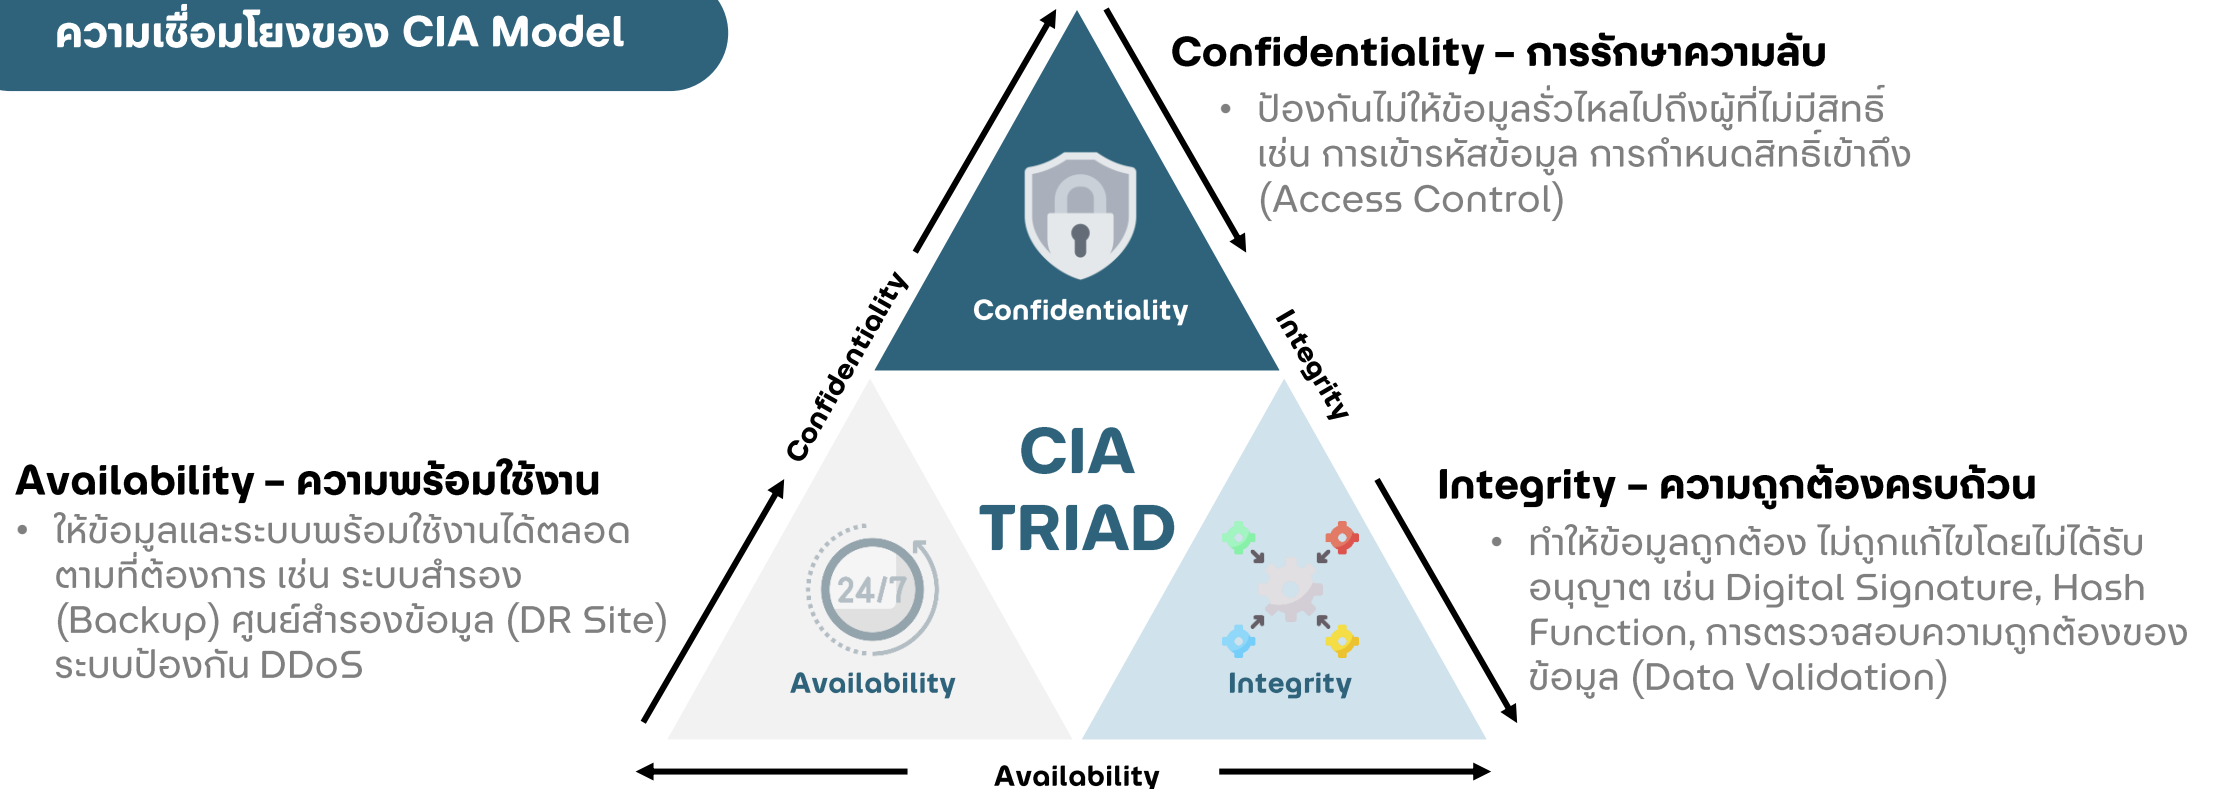 ความเชื่อมโยงของ CIA Model
Confidentiality – การรักษาความลับ
• ป้องกันไม่ให้ข้อมูลรั่วไหลไปถึงผู้ที่ไม่มีสิทธิ์
เช่น การเข้ารหัสข้อมูล การกำหนดสิทธิ์เข้าถึง
(Access Control)
Confidentiality
Confidentiality
Integrity
CIA
TRIAD
Availability – ความพร้อมใช้งาน
• ให้ข้อมูลและระบบพร้อมใช้งานได้ตลอด
ตามที่ต้องการ เช่น ระบบสำรอง
(Backup) ศูนย์สำรองข้อมูล (DR Site)
ระบบป้องกัน DDoS
24/7
Availability
Integrity
Integrity – ความถูกต้องครบถ้วน
• ทำให้ข้อมูลถูกต้อง ไม่ถูกแก้ไขโดยไม่ได้รับ
อนุญาต เช่น Digital Signature, Hash
Function, การตรวจสอบความถูกต้องของ
ข้อมูล (Data Validation)
Availability